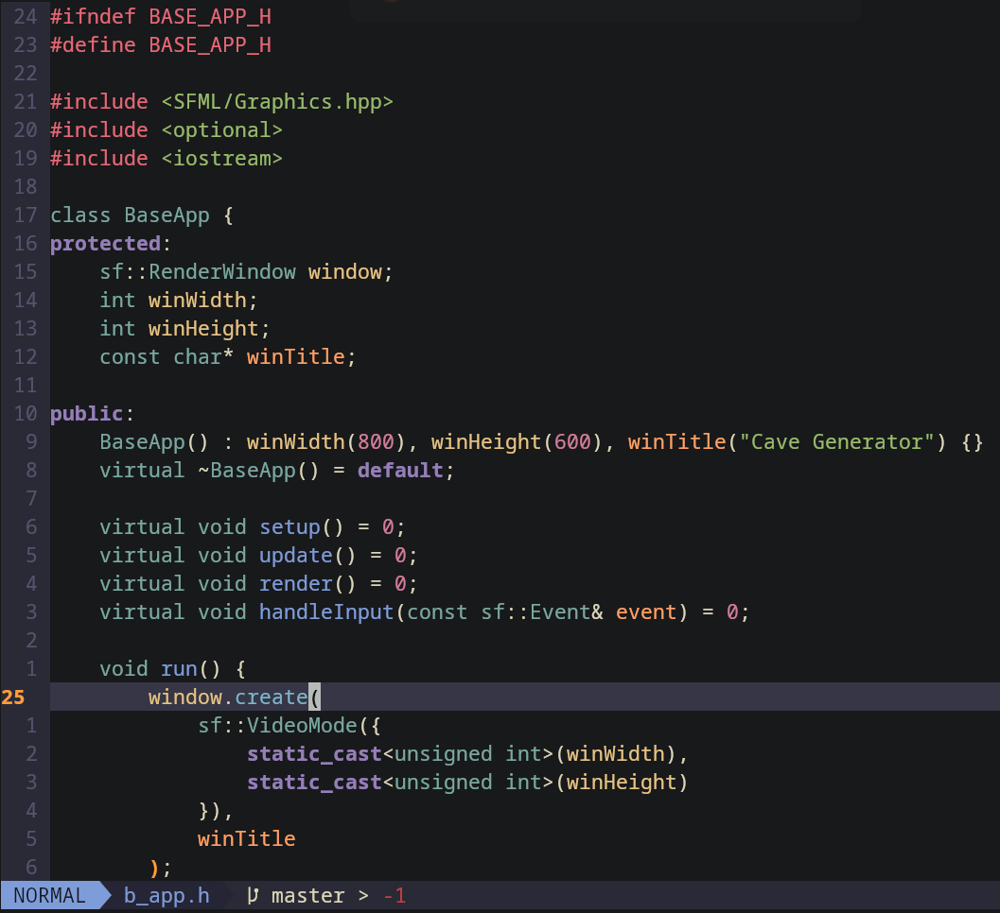 24 #ifndef BASE_APP_H
23 #define BASE_APP_H
22
21 #include <SFML/Graphics.hpp>
20 #include <optional>
19 #include <iostream>
18
17 class BaseApp {
16 protected:
15     sf::RenderWindow window;
14     int winWidth;
13     int winHeight;
12     const char* winTitle;
11
10 public:
9     BaseApp() : winWidth(800), winHeight(600), winTitle("Cave Generator") {}
8     virtual ~BaseApp() = default;
7
6     virtual void setup() = 0;
5     virtual void update() = 0;
4     virtual void render() = 0;
3     virtual void handleInput(const sf::Event& event) = 0;
2
1     void run() {
25         window.create(
1             sf::VideoMode({
2                 static_cast<unsigned int>(winWidth),
3                 static_cast<unsigned int>(winHeight)
4             }),
5             winTitle
6         );
NORMAL b_app.h master > -1